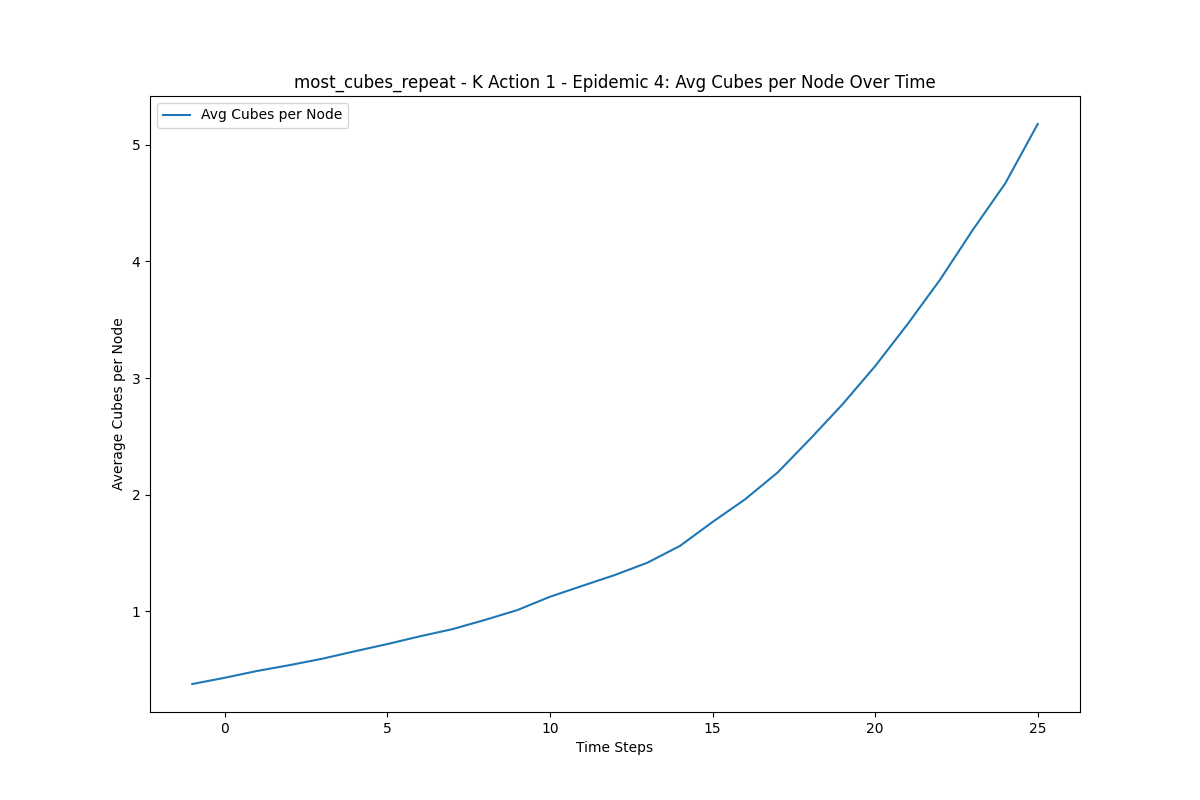 most_cubes_repeat - K Action 1 - Epidemic 4: Avg Cubes per Node Over Time
Avg Cubes per Node
Average Cubes per Node
5
4
3
2
1
0 5 10 15 20 25
Time Steps